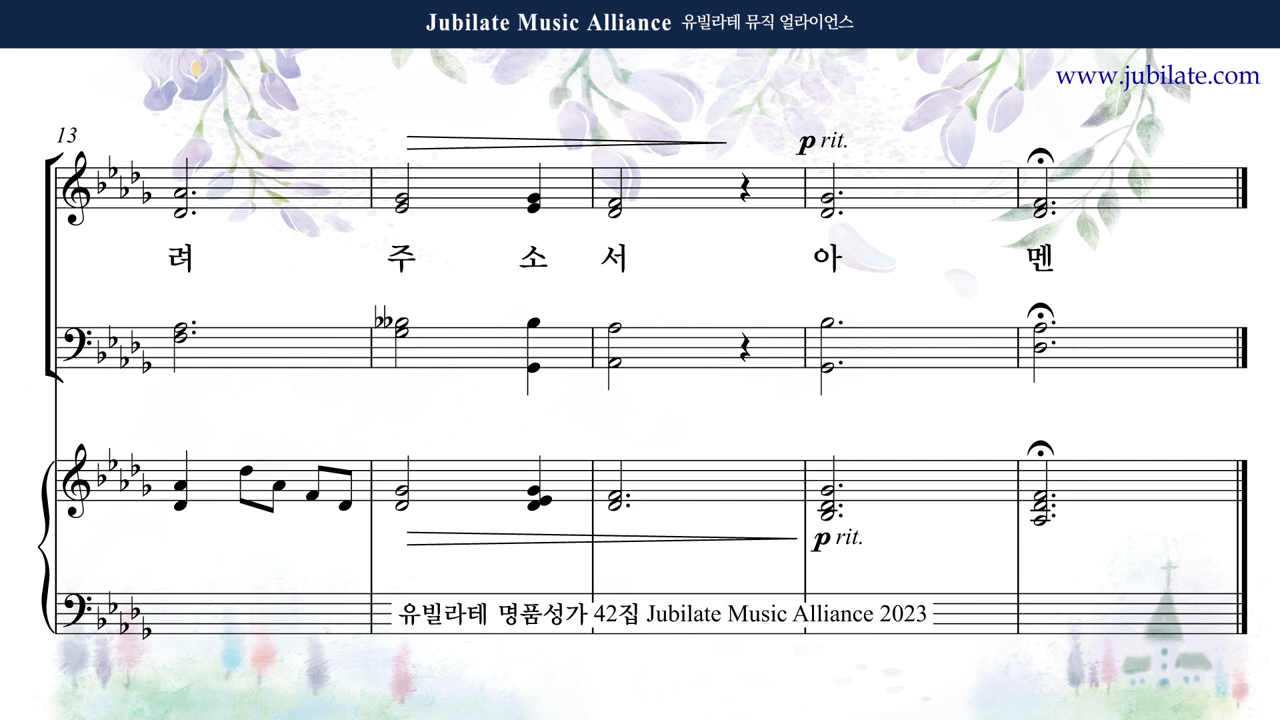 Jubilate Music Alliance 유빌라테 뮤직 얼라이언스
www.jubilate.com
13
p rit.
려 주 소 서 아 멘
p rit.
유빌라테 명품성가 42집 Jubilate Music Alliance 2023